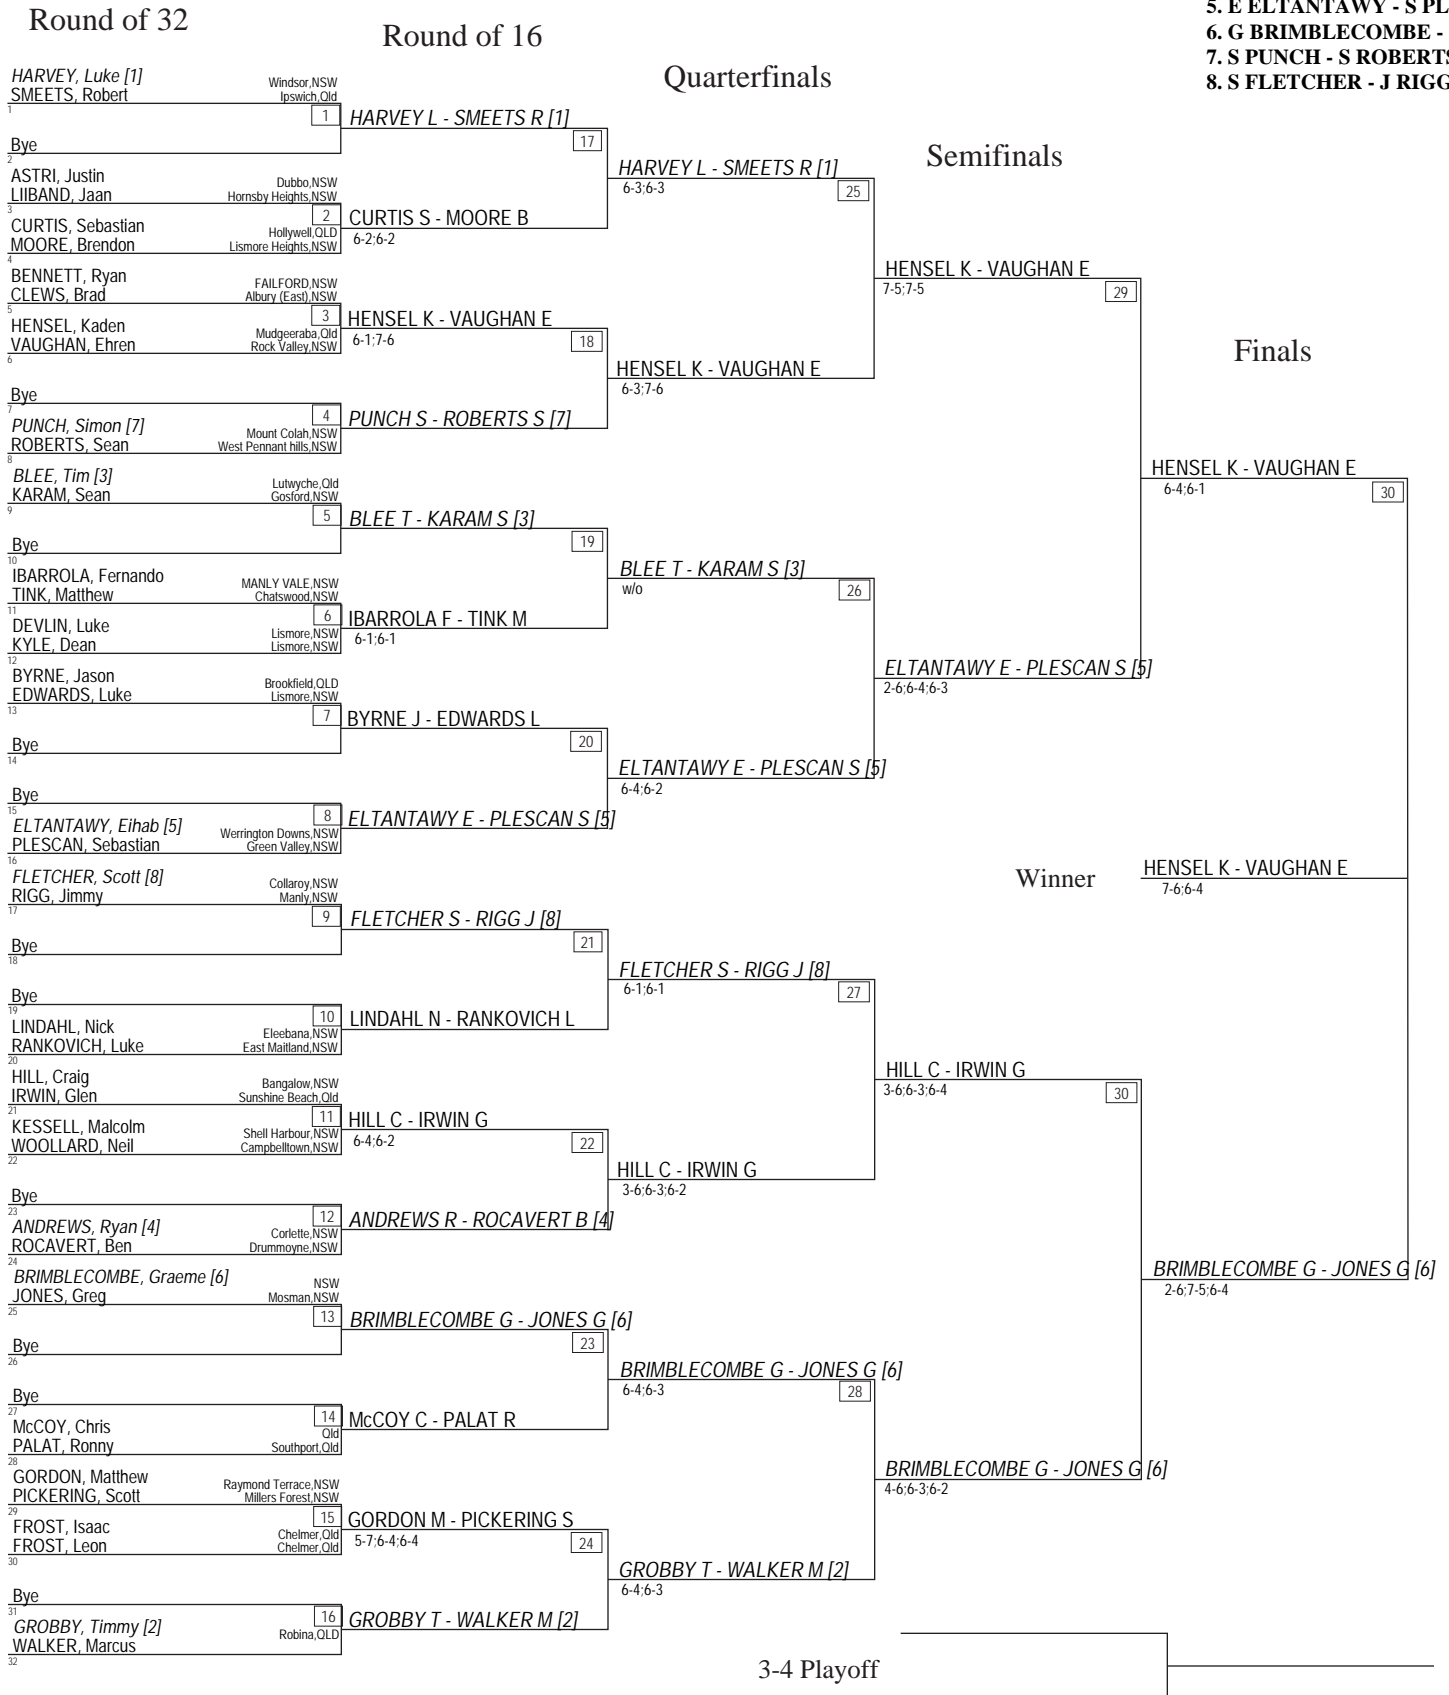 Round of 32
Round of 16
Quarterfinals
Semifinals
Finals
5. E ELTANTAWY - S PL
6. G BRIMBLECOMBE -
7. S PUNCH - S ROBERTS
8. S FLETCHER - J RIGG
HARVEY, Luke [1] Windsor,NSW
SMEETS, Robert Ipswich,Qld
1
1
Bye
2
ASTRI, Justin Dubbo,NSW
LIIBAND, Jaan Hornsby Heights,NSW
3
2
CURTIS, Sebastian Hollywell,QLD
MOORE, Brendon Lismore Heights,NSW
4
BENNETT, Ryan FAILFORD,NSW
CLEWS, Brad Albury (East),NSW
5
3
HENSEL, Kaden Mudgeeraba,Qld
VAUGHAN, Ehren Rock Valley,NSW
6
Bye
7
4
PUNCH, Simon [7] Mount Colah,NSW
ROBERTS, Sean West Pennant hills,NSW
8
BLEE, Tim [3] Lutwyche,Qld
KARAM, Sean Gosford,NSW
9
5
Bye
10
IBARROLA, Fernando MANLY VALE,NSW
TINK, Matthew Chatswood,NSW
11
6
DEVLIN, Luke Lismore,NSW
KYLE, Dean Lismore,NSW
12
BYRNE, Jason Brookfield,QLD
EDWARDS, Luke Lismore,NSW
13
7
Bye
14
Bye
15
8
ELTANTAWY, Eihab [5] Werrington Downs,NSW
PLESCAN, Sebastian Green Valley,NSW
16
FLETCHER, Scott [8] Collaroy,NSW
RIGG, Jimmy Manly,NSW
17
9
Bye
18
Bye
19
10
LINDAHL, Nick Eleebana,NSW
RANKOVICH, Luke East Maitland,NSW
20
HILL, Craig Bangalow,NSW
IRWIN, Glen Sunshine Beach,Qld
21
11
KESSELL, Malcolm Shell Harbour,NSW
WOOLLARD, Neil Campbelltown,NSW
22
Bye
23
12
ANDREWS, Ryan [4] Corlette,NSW
ROCAVERT, Ben Drummoyne,NSW
24
BRIMBLECOMBE, Graeme [6] NSW
JONES, Greg Mosman,NSW
25
13
Bye
26
Bye
27
14
McCOY, Chris Qld
PALAT, Ronny Southport,Qld
28
GORDON, Matthew Raymond Terrace,NSW
PICKERING, Scott Millers Forest,NSW
29
15
FROST, Isaac Chelmer,Qld
FROST, Leon Chelmer,Qld
30
Bye
31
16
GROBBY, Timmy [2] Robina,QLD
WALKER, Marcus
32
HARVEY L - SMEETS R [1]
17
CURTIS S - MOORE B
6-2;6-2
HENSEL K - VAUGHAN E
6-1;7-6
18
PUNCH S - ROBERTS S [7]
BLEE T - KARAM S [3]
19
IBARROLA F - TINK M
6-1;6-1
BYRNE J - EDWARDS L
20
ELTANTAWY E - PLESCAN S [5]
FLETCHER S - RIGG J [8]
21
LINDAHL N - RANKOVICH L
HILL C - IRWIN G
6-4;6-2
22
ANDREWS R - ROCAVERT B [4]
BRIMBLECOMBE G - JONES G [6]
23
McCOY C - PALAT R
GORDON M - PICKERING S
5-7;6-4;6-4
24
GROBBY T - WALKER M [2]
HARVEY L - SMEETS R [1]
6-3;6-3
25
HENSEL K - VAUGHAN E
6-3;7-6
BLEE T - KARAM S [3]
w/o
26
ELTANTAWY E - PLESCAN S [5]
6-4;6-2
FLETCHER S - RIGG J [8]
6-1;6-1
27
HILL C - IRWIN G
3-6;6-3;6-2
BRIMBLECOMBE G - JONES G [6]
6-4;6-3
28
GROBBY T - WALKER M [2]
6-4;6-3
HENSEL K - VAUGHAN E
7-5;7-5
29
ELTANTAWY E - PLESCAN S [5]
2-6;6-4;6-3
HILL C - IRWIN G
3-6;6-3;6-4
30
BRIMBLECOMBE G - JONES G [6]
4-6;6-3;6-2
HENSEL K - VAUGHAN E
6-4;6-1
30
Winner
HENSEL K - VAUGHAN E
7-6;6-4
BRIMBLECOMBE G - JONES G [6]
2-6;7-5;6-4
3-4 Playoff